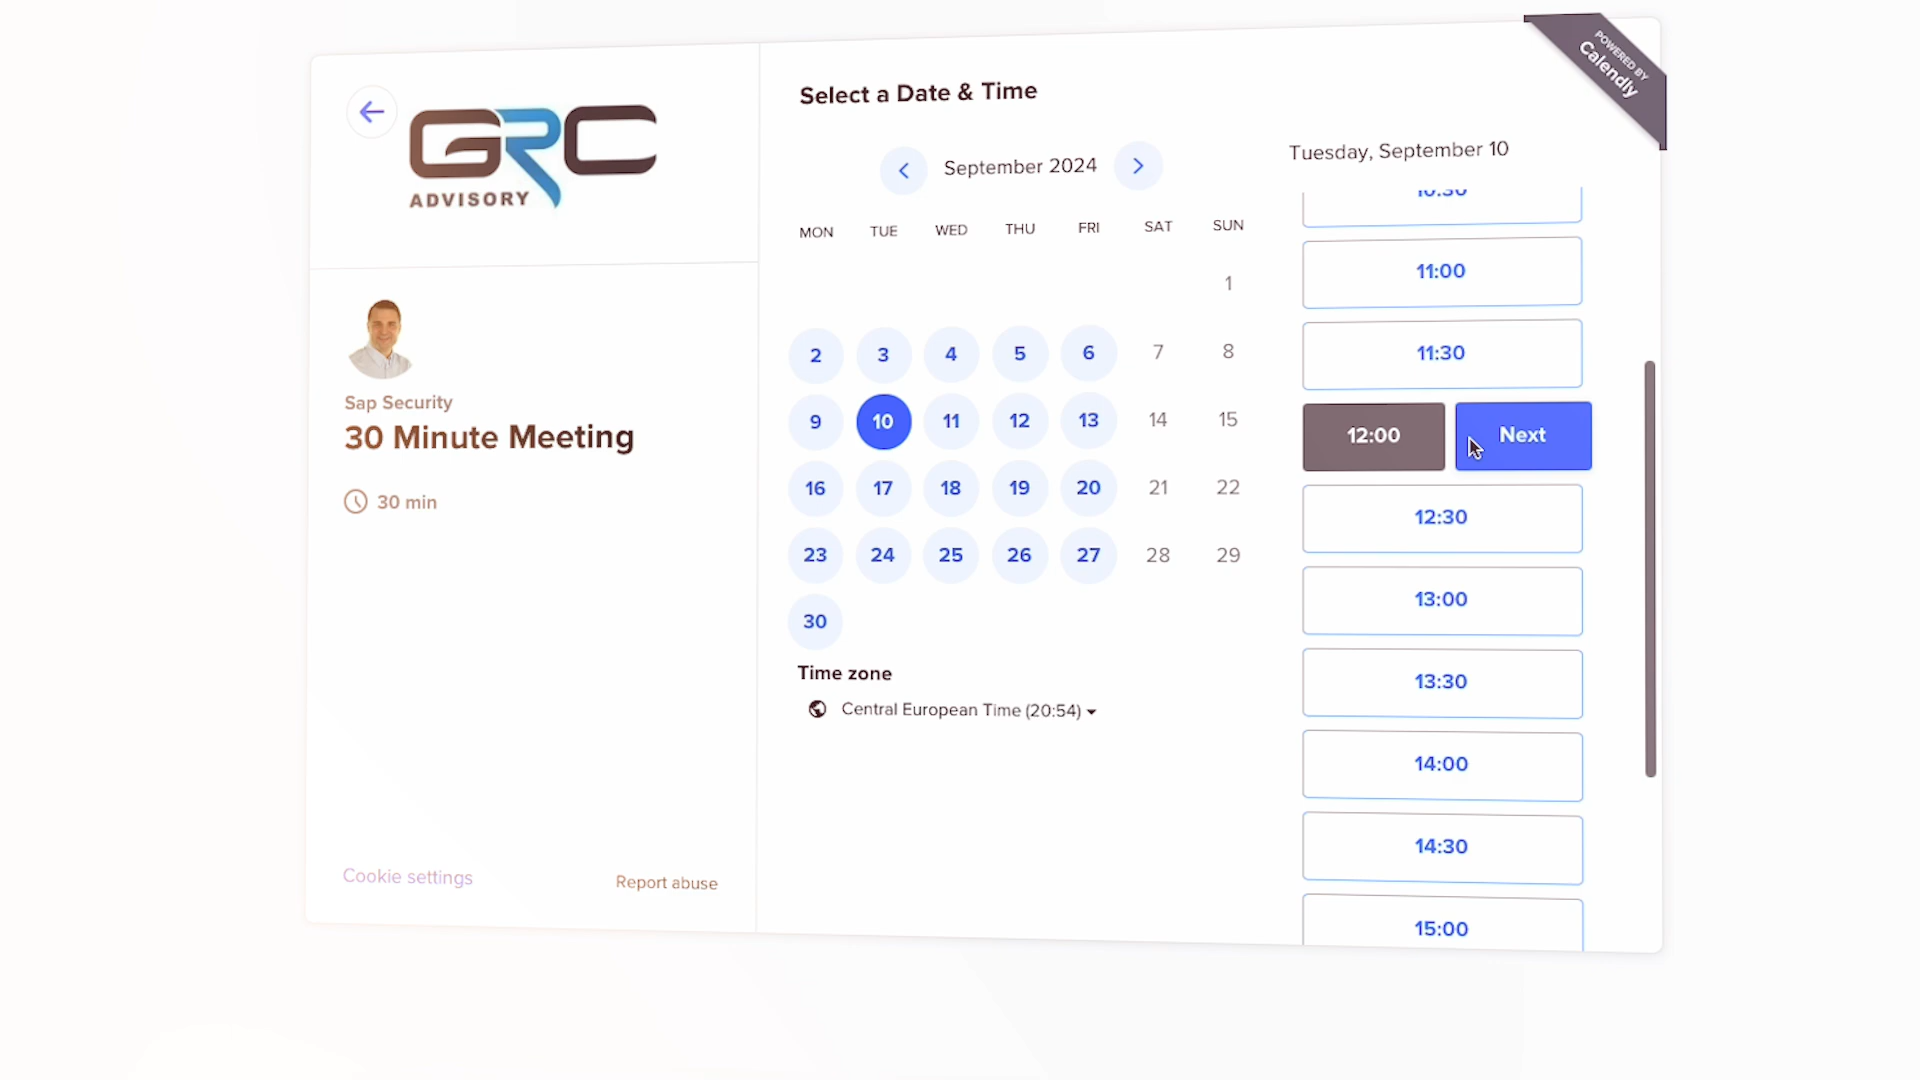 GRC
ADVISORY
Sap Security
30 Minute Meeting
30 min
Cookie settings
Report abuse
Select a Date & Time
September 2024
MON TUE WED THU FRI SAT SUN
1
2 3 4 5 6 7 8
9 10 11 12 13 14 15
16 17 18 19 20 21 22
23 24 25 26 27 28 29
30
Time zone
Central European Time (20:54)
Tuesday, September 10
10:30
11:00
11:30
12:00 Next
12:30
13:00
13:30
14:00
14:30
15:00
POWERED BY
Calendly